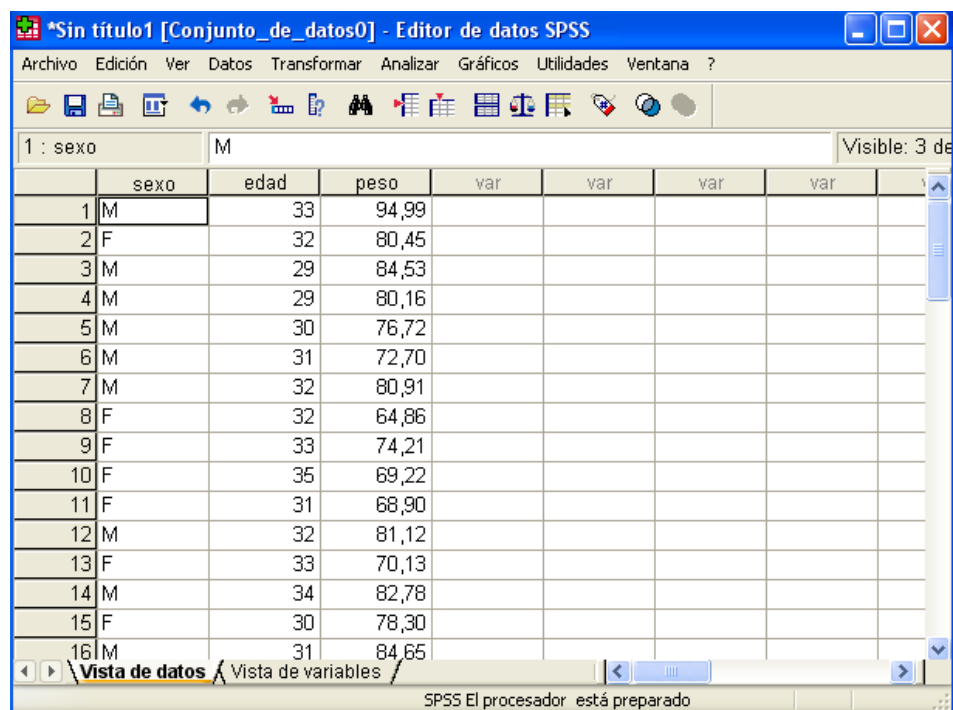 *Sin título1 [Conjunto_de_datos0] - Editor de datos SPSS
Archivo Edición Ver Datos Transformar Analizar Gráficos Utilidades Ventana ?
1 : sexo M Visible: 3 de
sexo edad peso var var var var
1 M 33 94,99
2 F 32 80,45
3 M 29 84,53
4 M 29 80,16
5 M 30 76,72
6 M 31 72,70
7 M 32 80,91
8 F 32 64,86
9 F 33 74,21
10 F 35 69,22
11 F 31 68,90
12 M 32 81,12
13 F 33 70,13
14 M 34 82,78
15 F 30 78,30
16 M 31 84,65
Vista de datos Vista de variables
SPSS El procesador está preparado